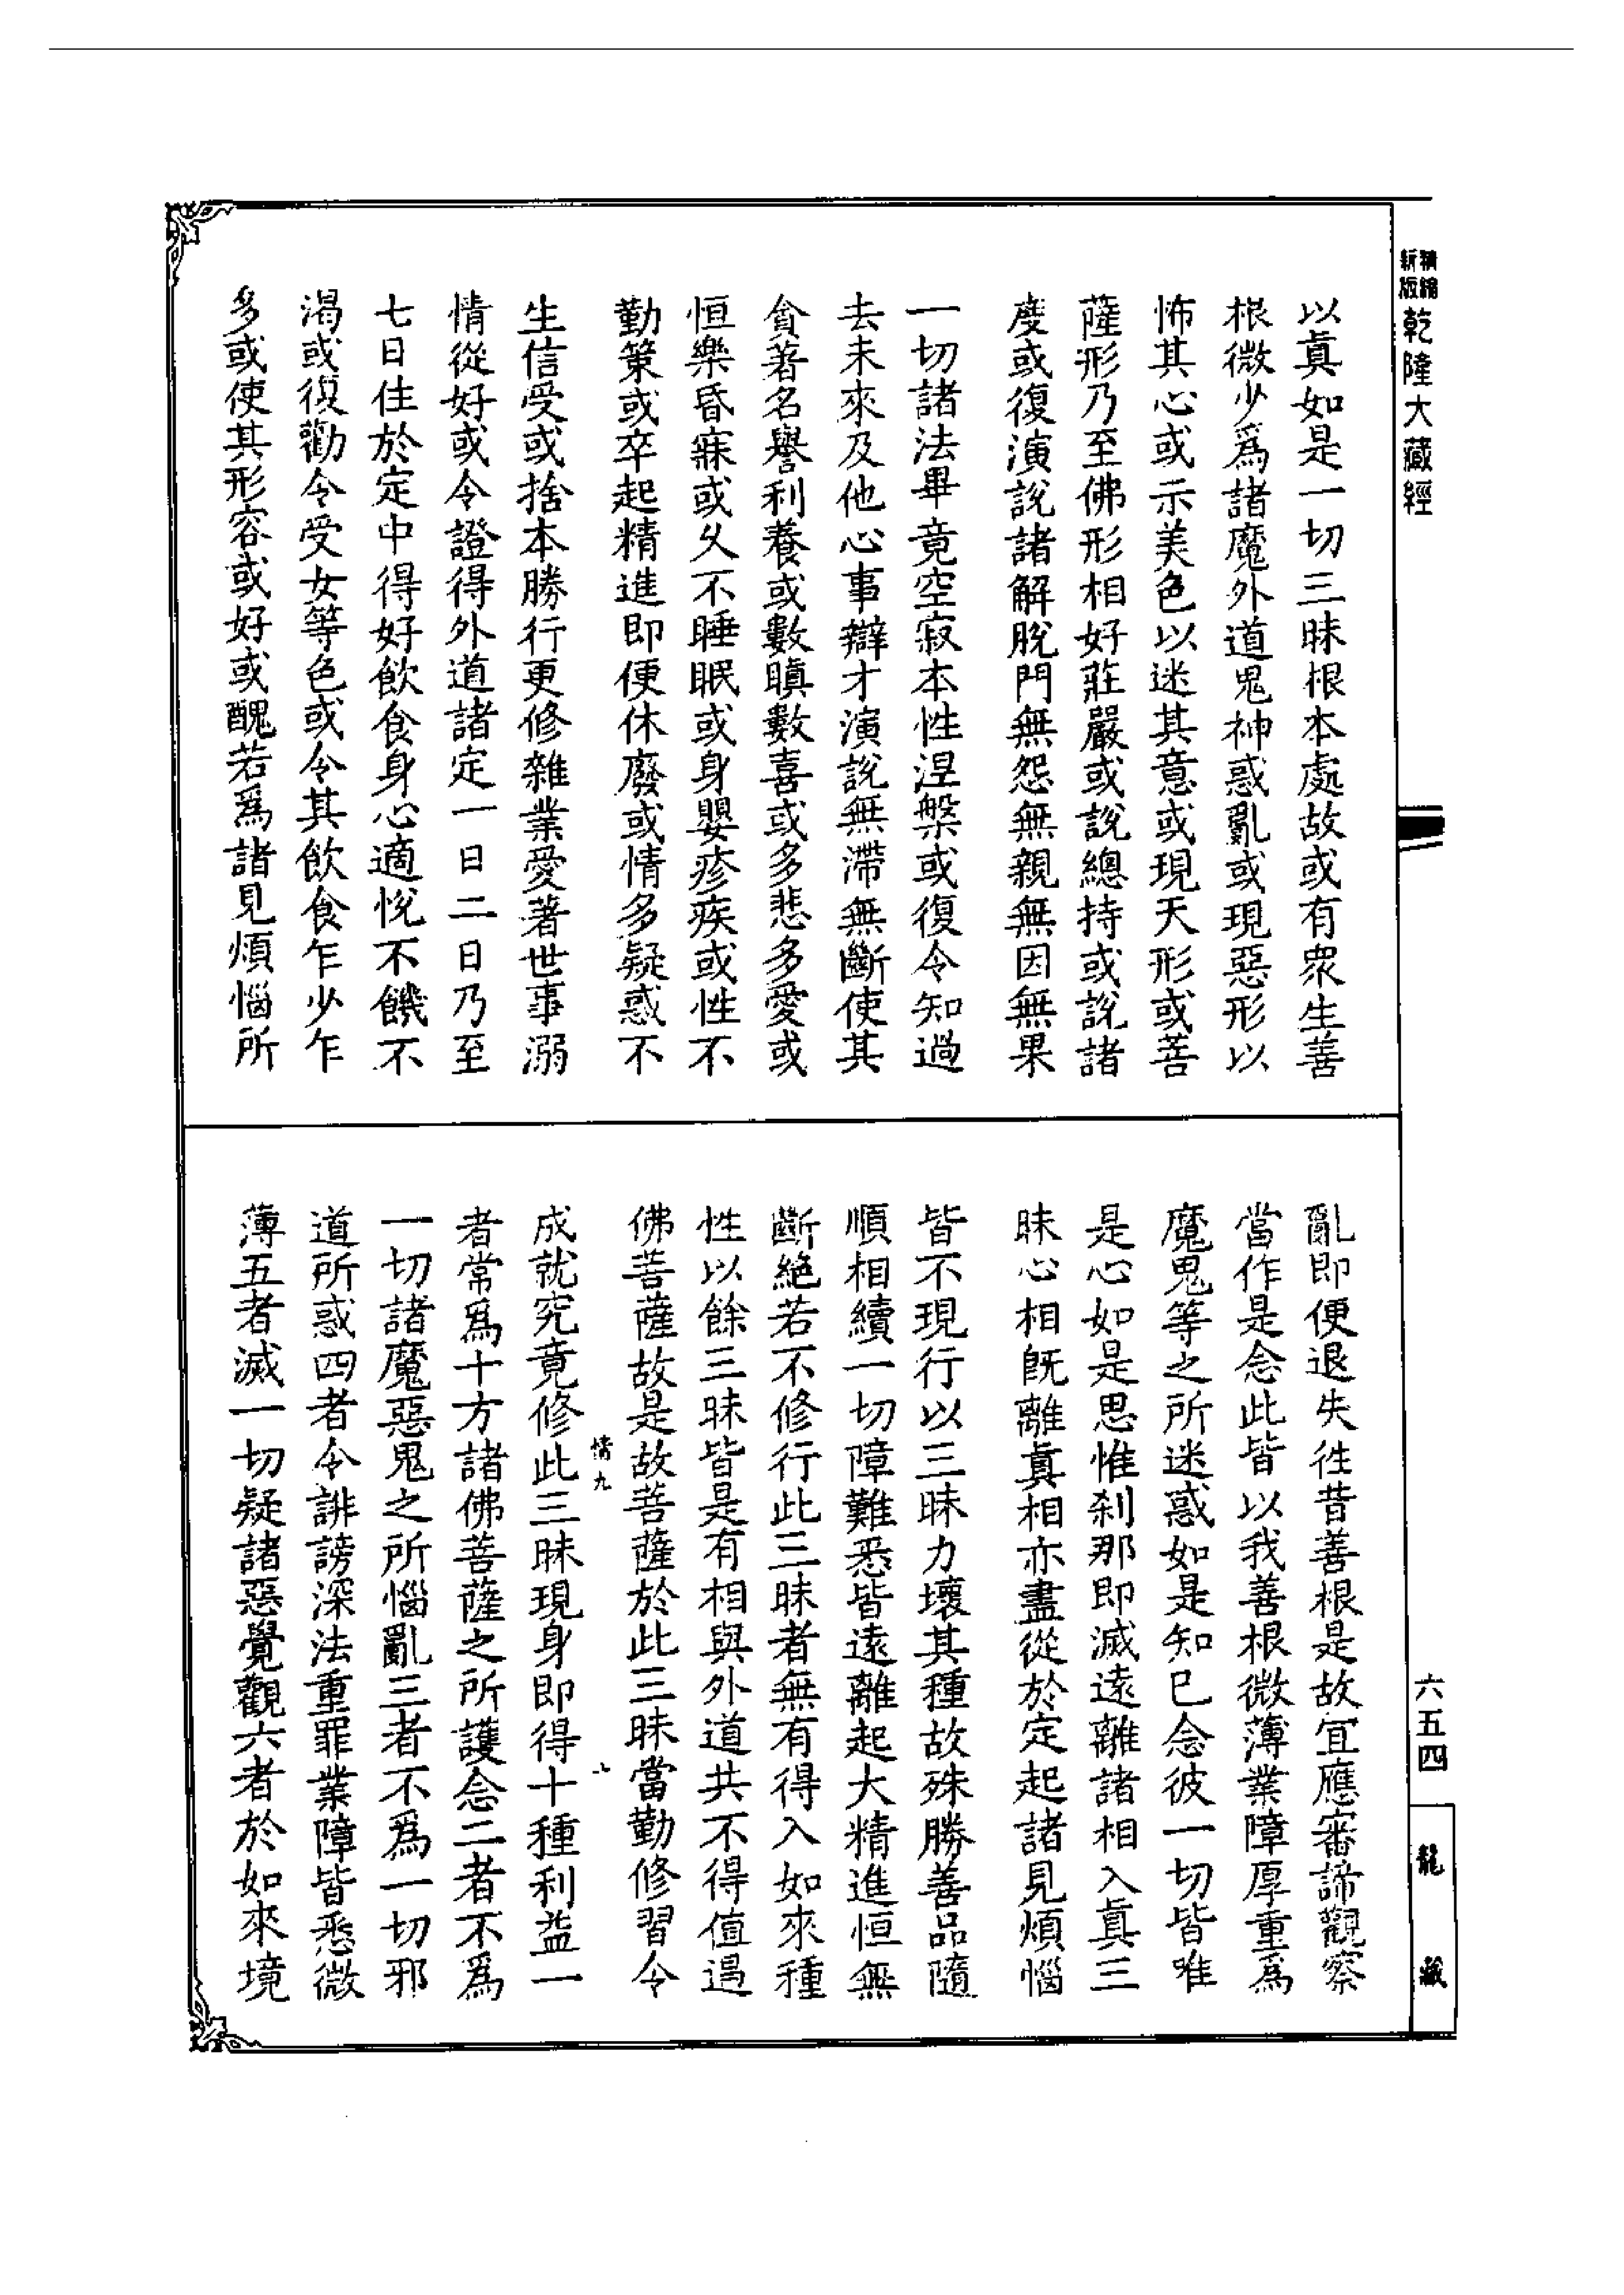 精縮新版乾隆大藏經
以眞如是一切三昧根本處故或有衆生善
根微少爲諸魔外道鬼神惑亂或現惡形以
怖其心或示美色以迷其意或現天形或菩
薩形乃至佛形相好莊嚴或說總持或說諸
度或復演說諸解脫門無怨無親無因無果
一切諸法畢竟空寂本性涅槃或復令知過
去未來及他心事辯才演說無滯無斷使其
貪著名譽利養或數瞋數喜或多悲多愛或
恒樂昏寐或久不睡眠或身嬰疹疾或性不
勤策或卒起精進即便休廢或情多疑惑不
生信受或捨本勝行更修雜業愛著世事溺
情從好或令證得外道諸定一日二日乃至
七日住於定中得好飲食身心適悅不饑不
渴或復勸令受女等色或令其飲食乍少乍
多或使其形容或好或醜若爲諸見煩惱所
亂即便退失徃昔善根是故宜應審諦觀察
當作是念此皆以我善根微薄業障厚重爲
魔鬼等之所迷惑如是知已念彼一切皆唯
是心如是思惟刹那即滅遠離諸相入眞三
昧心相旣離眞相亦盡從於定起諸見煩惱
皆不現行以三昧力壞其種故殊勝善品隨
順相續一切障難悉皆遠離起大精進恒無
斷絶若不修行此三昧者無有得入如來種
性以餘三昧皆是有相與外道共不得值遇
佛菩薩故是故菩薩於此三昧當勤修習令
情九
成就究竟修此三昧現身即得十種利益一
者常爲十方諸佛菩薩之所護念二者不爲
一切諸魔惡鬼之所惱亂三者不爲一切邪
道所惑四者令誹謗深法重罪業障皆悉微
薄五者滅一切疑諸惡覺觀六者於如來境
六五四
龍藏